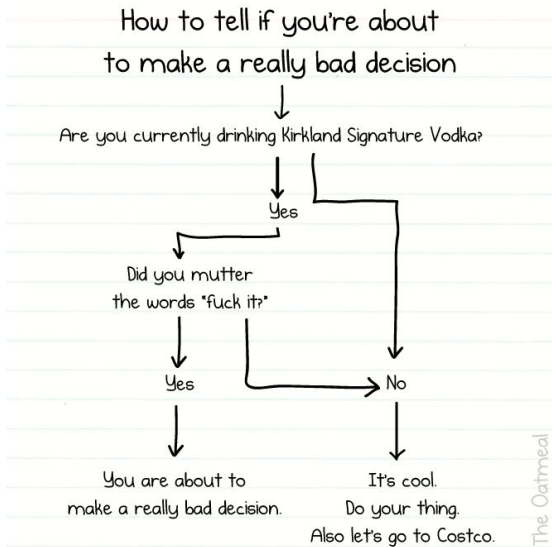 How to tell if you're about
to make a really bad decision
Are you currently drinking Kirkland Signature Vodka?
Yes
Did you mutter
the words "fuck it?"
Yes
No
You are about to
make a really bad decision.
It's cool.
Do your thing.
Also let's go to Costco.
The Oatmeal